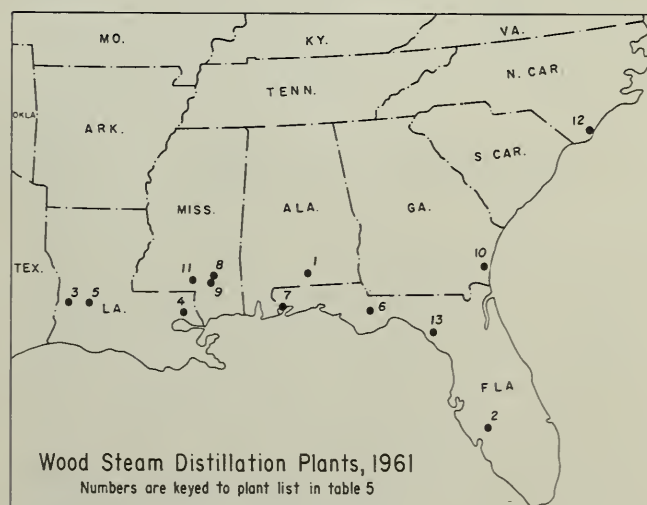 MO.
KY.
VA.
TENN.
N. CAR
OKLA
ARK.
12
S CAR.
MISS.
ALA.
GA.
TEX.
11
8
9
1
10
3
5
LA.
4
7
6
13
FLA
2
Wood Steam Distillation Plants, 1961
Numbers are keyed to plant list in table 5